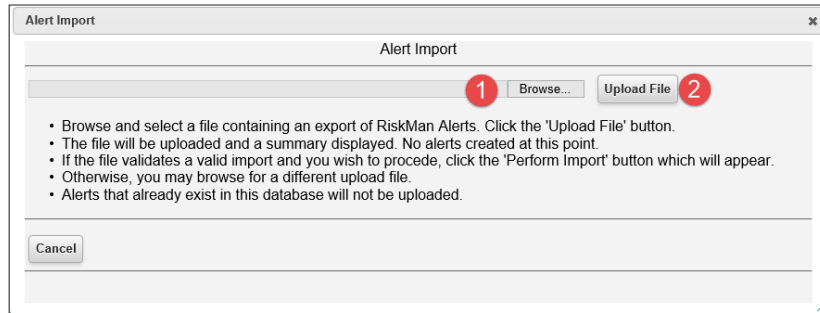 Alert Import
Alert Import
1 Browse... Upload File 2
• Browse and select a file containing an export of RiskMan Alerts. Click the 'Upload File' button.
• The file will be uploaded and a summary displayed. No alerts created at this point.
• If the file validates a valid import and you wish to procede, click the 'Perform Import' button which will appear.
• Otherwise, you may browse for a different upload file.
• Alerts that already exist in this database will not be uploaded.
Cancel